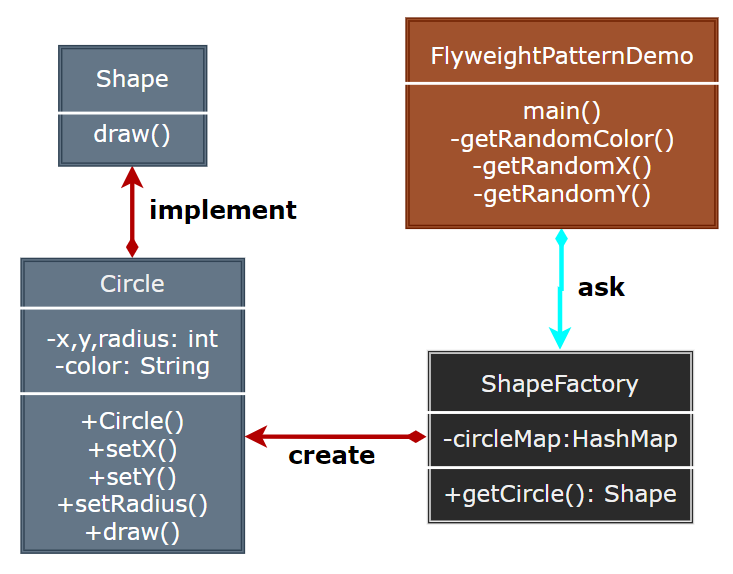 Shape
draw()
implement
Circle
-x,y,radius: int
-color: String
+Circle()
+setX()
+setY()
+setRadius()
+draw()
FlyweightPatternDemo
main()
-getRandomColor()
-getRandomX()
-getRandomY()
ask
ShapeFactory
-circleMap:HashMap
+getCircle(): Shape
create